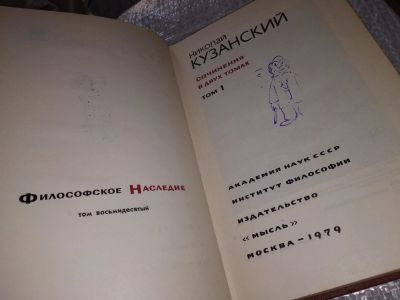 Философское Наследие
том восьмидесятый
НИКОЛАЙ
КУЗАНСКИЙ
СОЧИНЕНИЯ
В ДВУХ ТОМАХ
ТОМ 1
АКАДЕМИЯ НАУК СССР
ИНСТИТУТ ФИЛОСОФИИ
ИЗДАТЕЛЬСТВО
«МЫСЛЬ»
МОСКВА — 1979